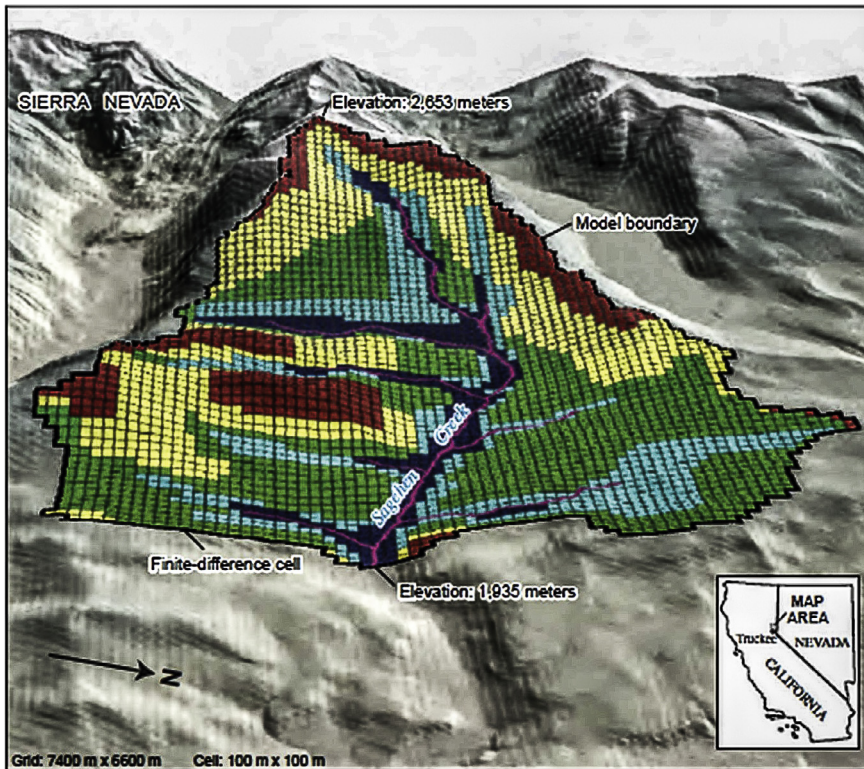 SIERRA NEVADA
Elevation: 2,653 meters
Model boundary
Sagehen Creek
Finite-difference cell
Elevation: 1,935 meters
N
MAP
AREA
Truckee
NEVADA
CALIFORNIA
Grid: 7400 m x 6600 m Cell: 100 m x 100 m